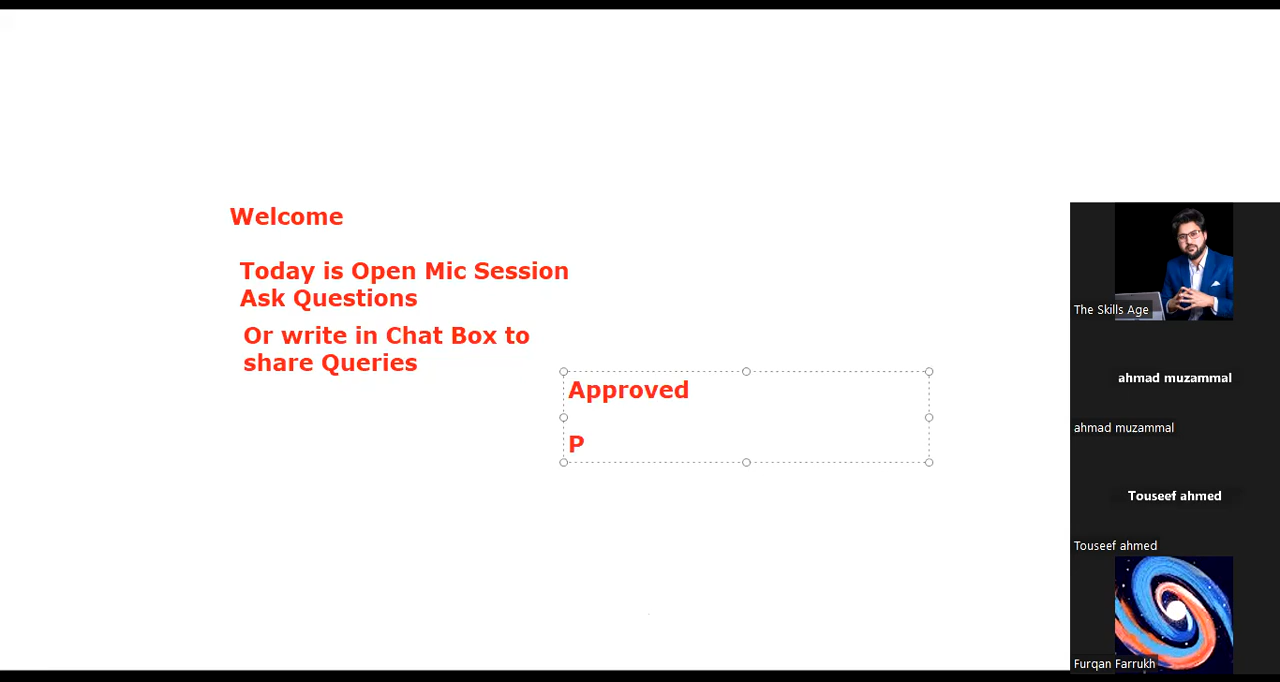 Welcome
Today is Open Mic Session
Ask Questions
Or write in Chat Box to
share Queries
Approved
P
The Skills Age
ahmad muzammal
ahmad muzammal
Touseef ahmed
Touseef ahmed
Furqan Farrukh